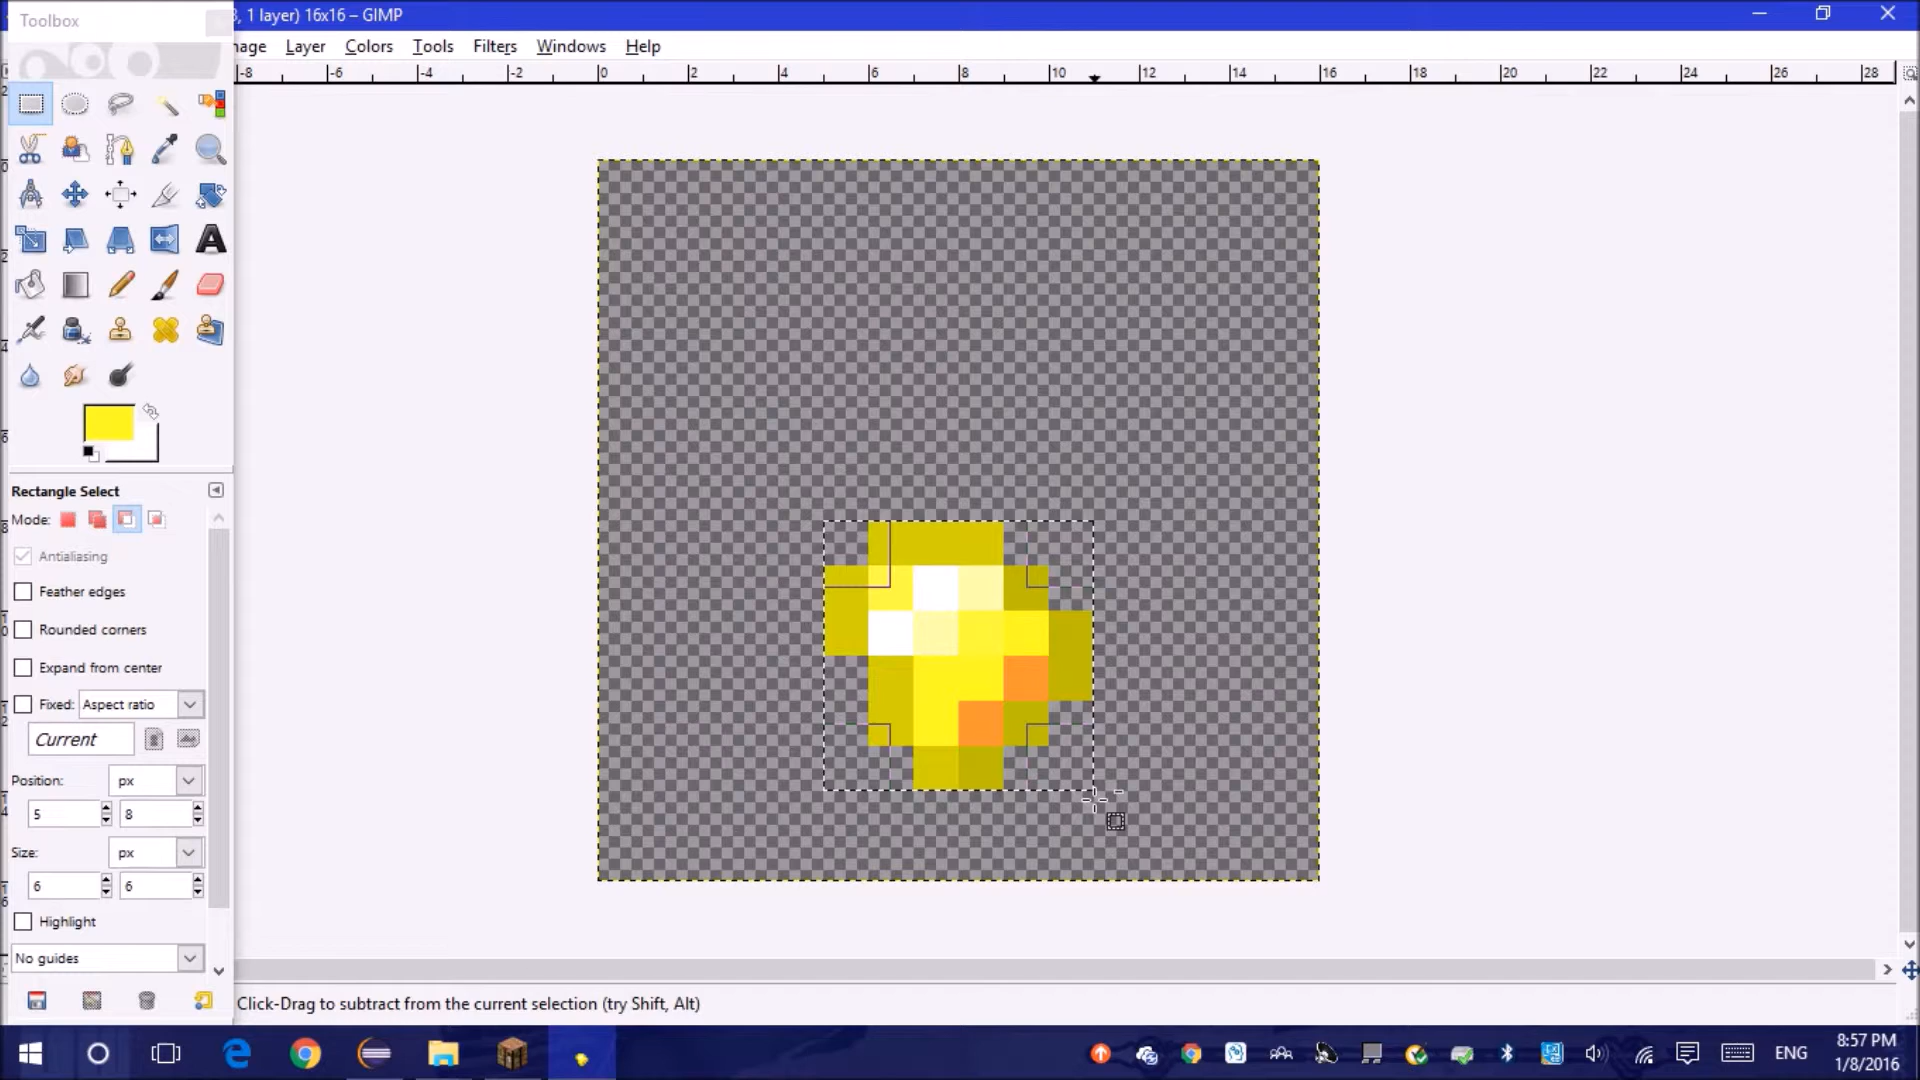 Toolbox
, 1 layer) 16x16 – GIMP
nage Layer Colors Tools Filters Windows Help
-8 -6 -4 -2 0 2 4 6 8 10 12 14 16 18 20 22 24 26 28
Rectangle Select
Mode:
Antialiasing
Feather edges
Rounded corners
Expand from center
Fixed: Aspect ratio
Current
Position: px
5 8
Size: px
6 6
Highlight
No guides
Click-Drag to subtract from the current selection (try Shift, Alt)
ENG
8:57 PM
1/8/2016